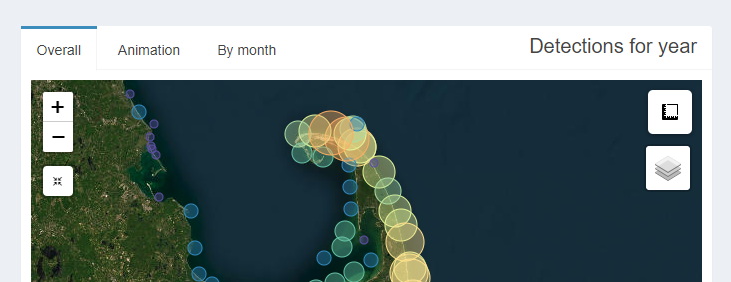 Overall
Animation
By month
Detections for year
+
−